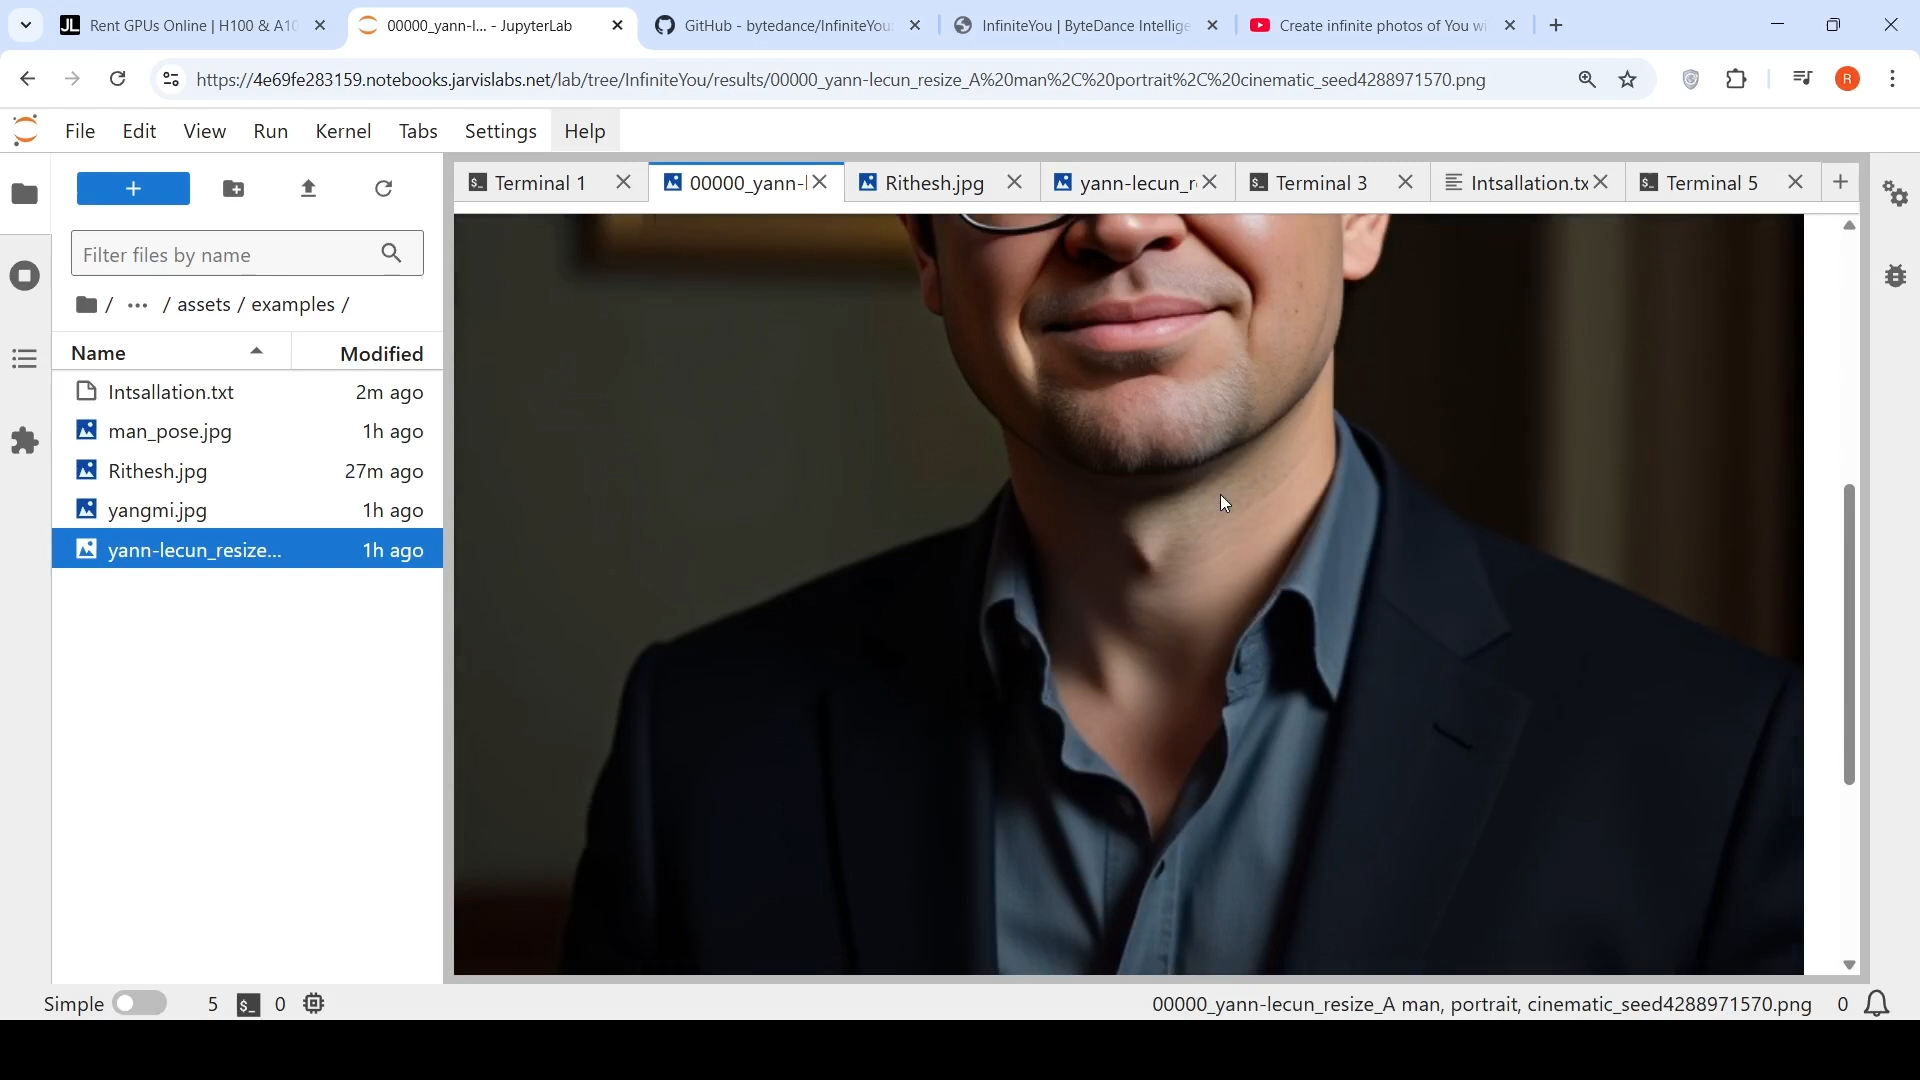 Rent GPUs Online | H100 & A10
00000_yann-l... - JupyterLab
GitHub - bytedance/InfiniteYou:
InfiniteYou | ByteDance Intellige
Create infinite photos of You wi
https://4e69fe283159.notebooks.jarvislabs.net/lab/tree/InfiniteYou/results/00000_yann-lecun_resize_A%20man%2C%20portrait%2C%20cinematic_seed4288971570.png
R
File Edit View Run Kernel Tabs Settings Help
Terminal 1
00000_yann-l
Rithesh.jpg
yann-lecun_r
Terminal 3
Intsallation.tx
Terminal 5
Filter files by name
/ ... / assets / examples /
Name Modified
Intsallation.txt 2m ago
man_pose.jpg 1h ago
Rithesh.jpg 27m ago
yangmi.jpg 1h ago
yann-lecun_resize... 1h ago
Simple 5 0
00000_yann-lecun_resize_A man, portrait, cinematic_seed4288971570.png 0